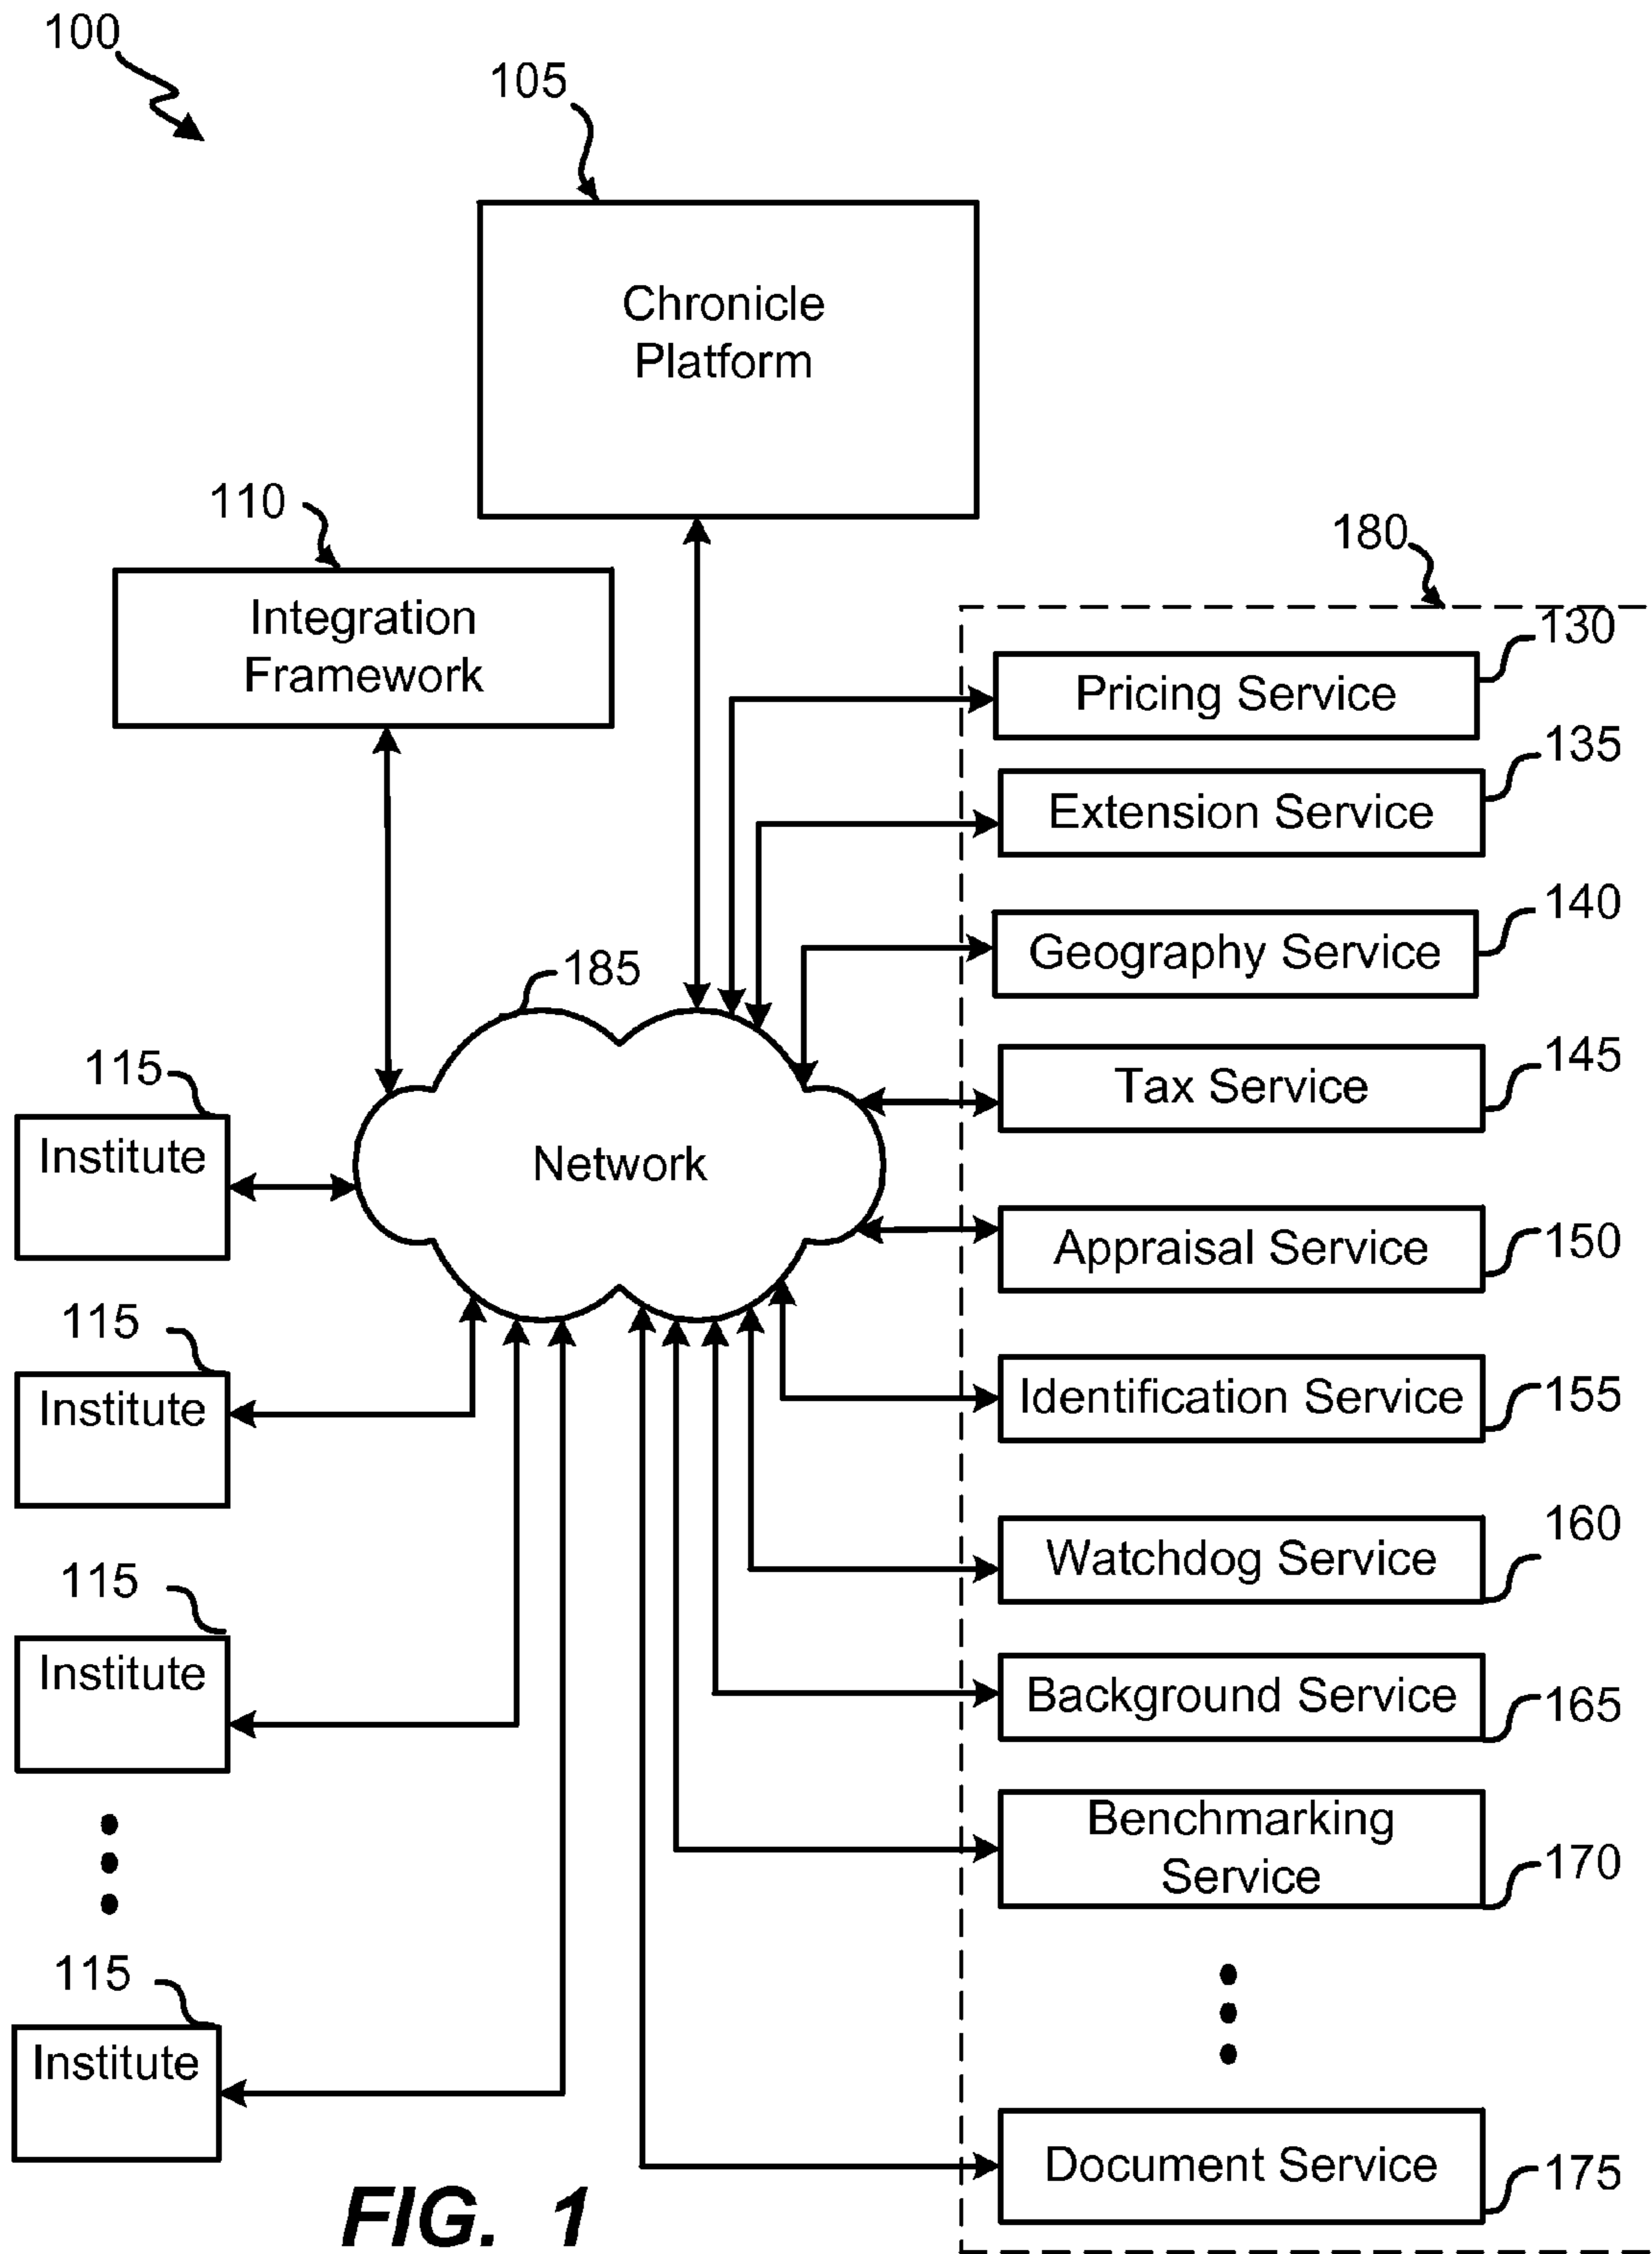 100
105
Chronicle
Platform
110
Integration
Framework
180
130
Pricing Service
135
Extension Service
140
Geography Service
185
145
Tax Service
115
Institute
Network
150
Appraisal Service
115
Institute
155
Identification Service
160
Watchdog Service
115
Institute
165
Background Service
170
Benchmarking
Service
115
Institute
175
Document Service
FIG. 1